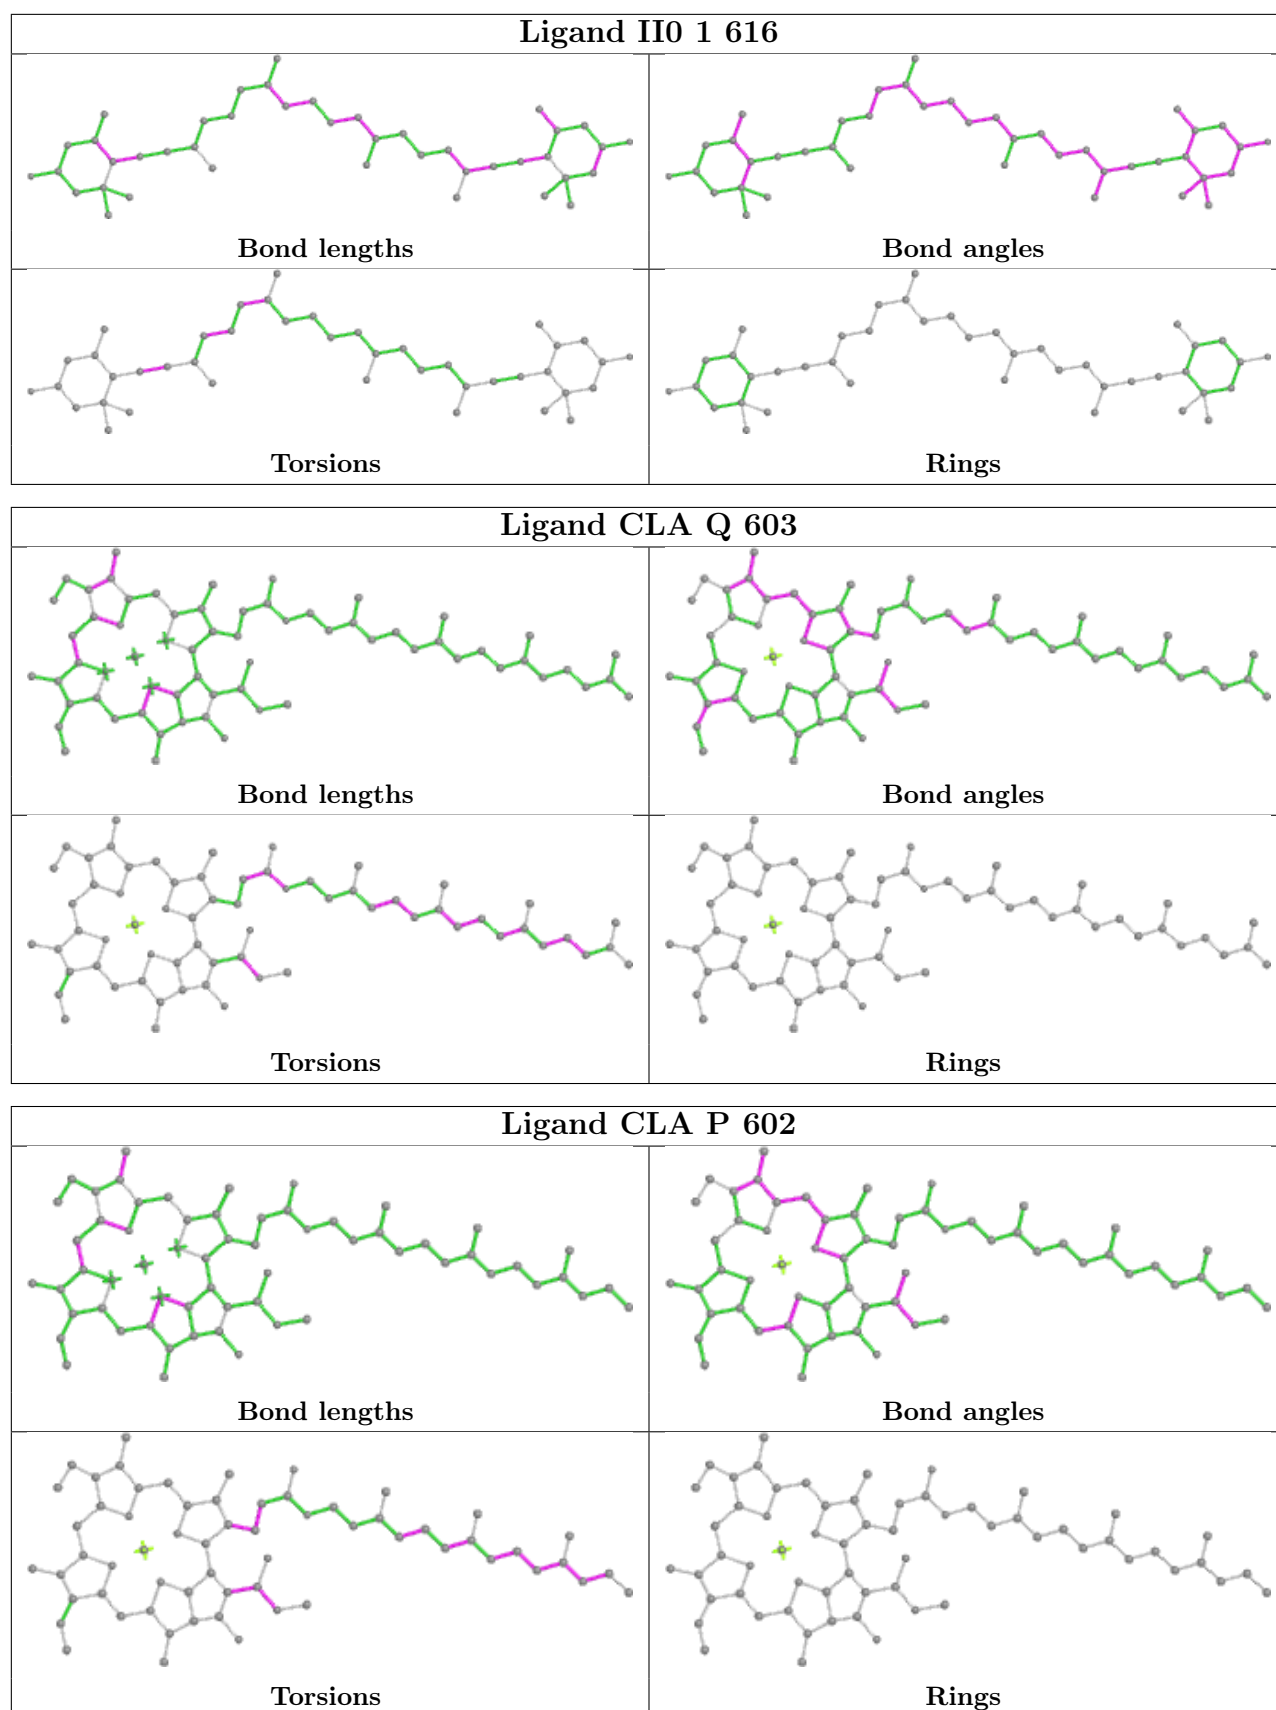 Ligand II0 1 616
Bond lengths
Bond angles
Torsions
Rings
Ligand CLA Q 603
Bond lengths
Bond angles
Torsions
Rings
Ligand CLA P 602
Bond lengths
Bond angles
Torsions
Rings